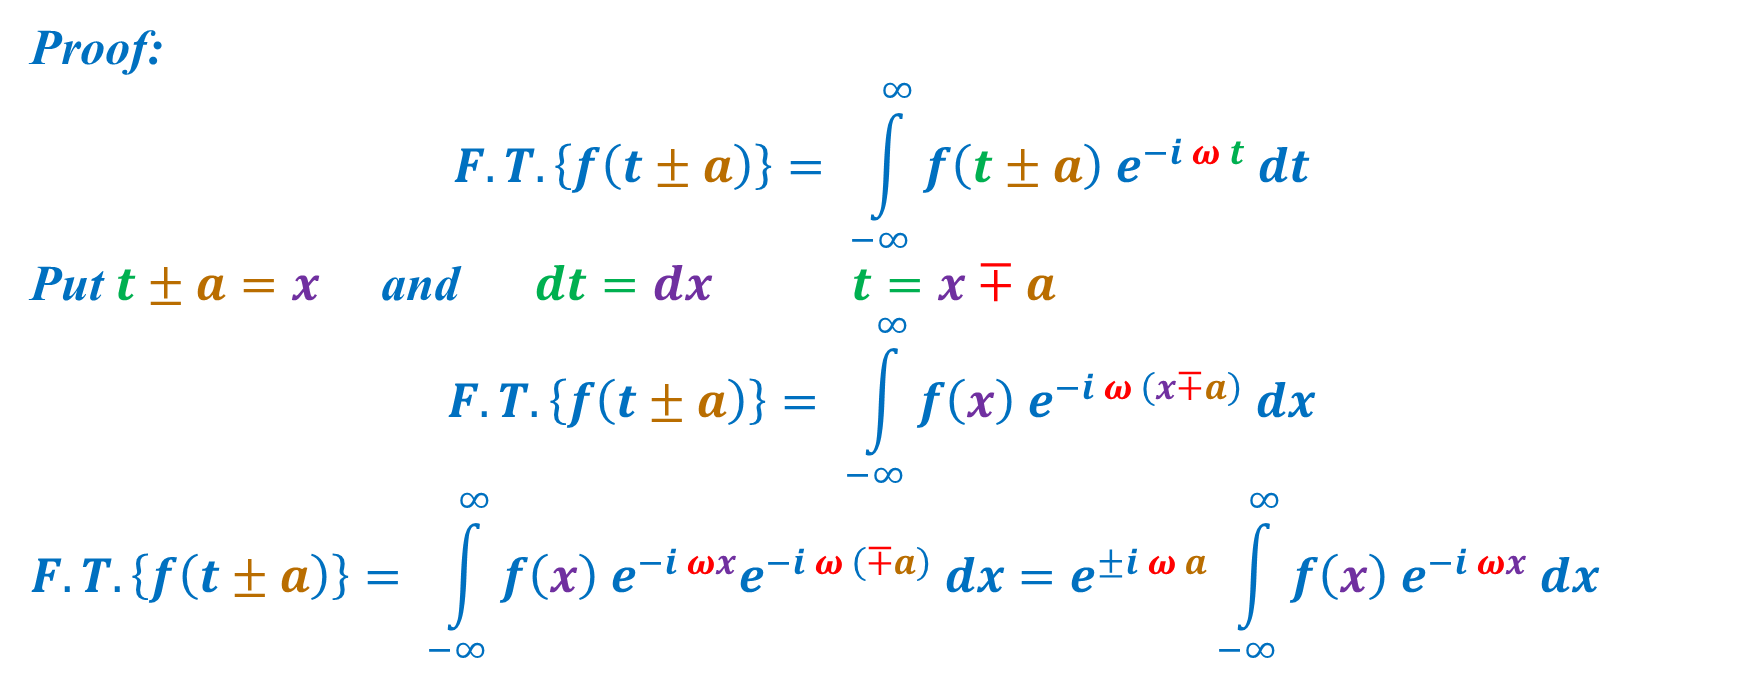 Proof:
F.T.{f(t ± a)} = ∫_{-∞}^{∞} f(t ± a) e^{-i ω t} dt
Put t ± a = x and dt = dx t = x ∓ a
F.T.{f(t ± a)} = ∫_{-∞}^{∞} f(x) e^{-i ω (x∓a)} dx
F.T.{f(t ± a)} = ∫_{-∞}^{∞} f(x) e^{-i ωx} e^{-i ω (∓a)} dx = e^{±i ω a} ∫_{-∞}^{∞} f(x) e^{-i ωx} dx